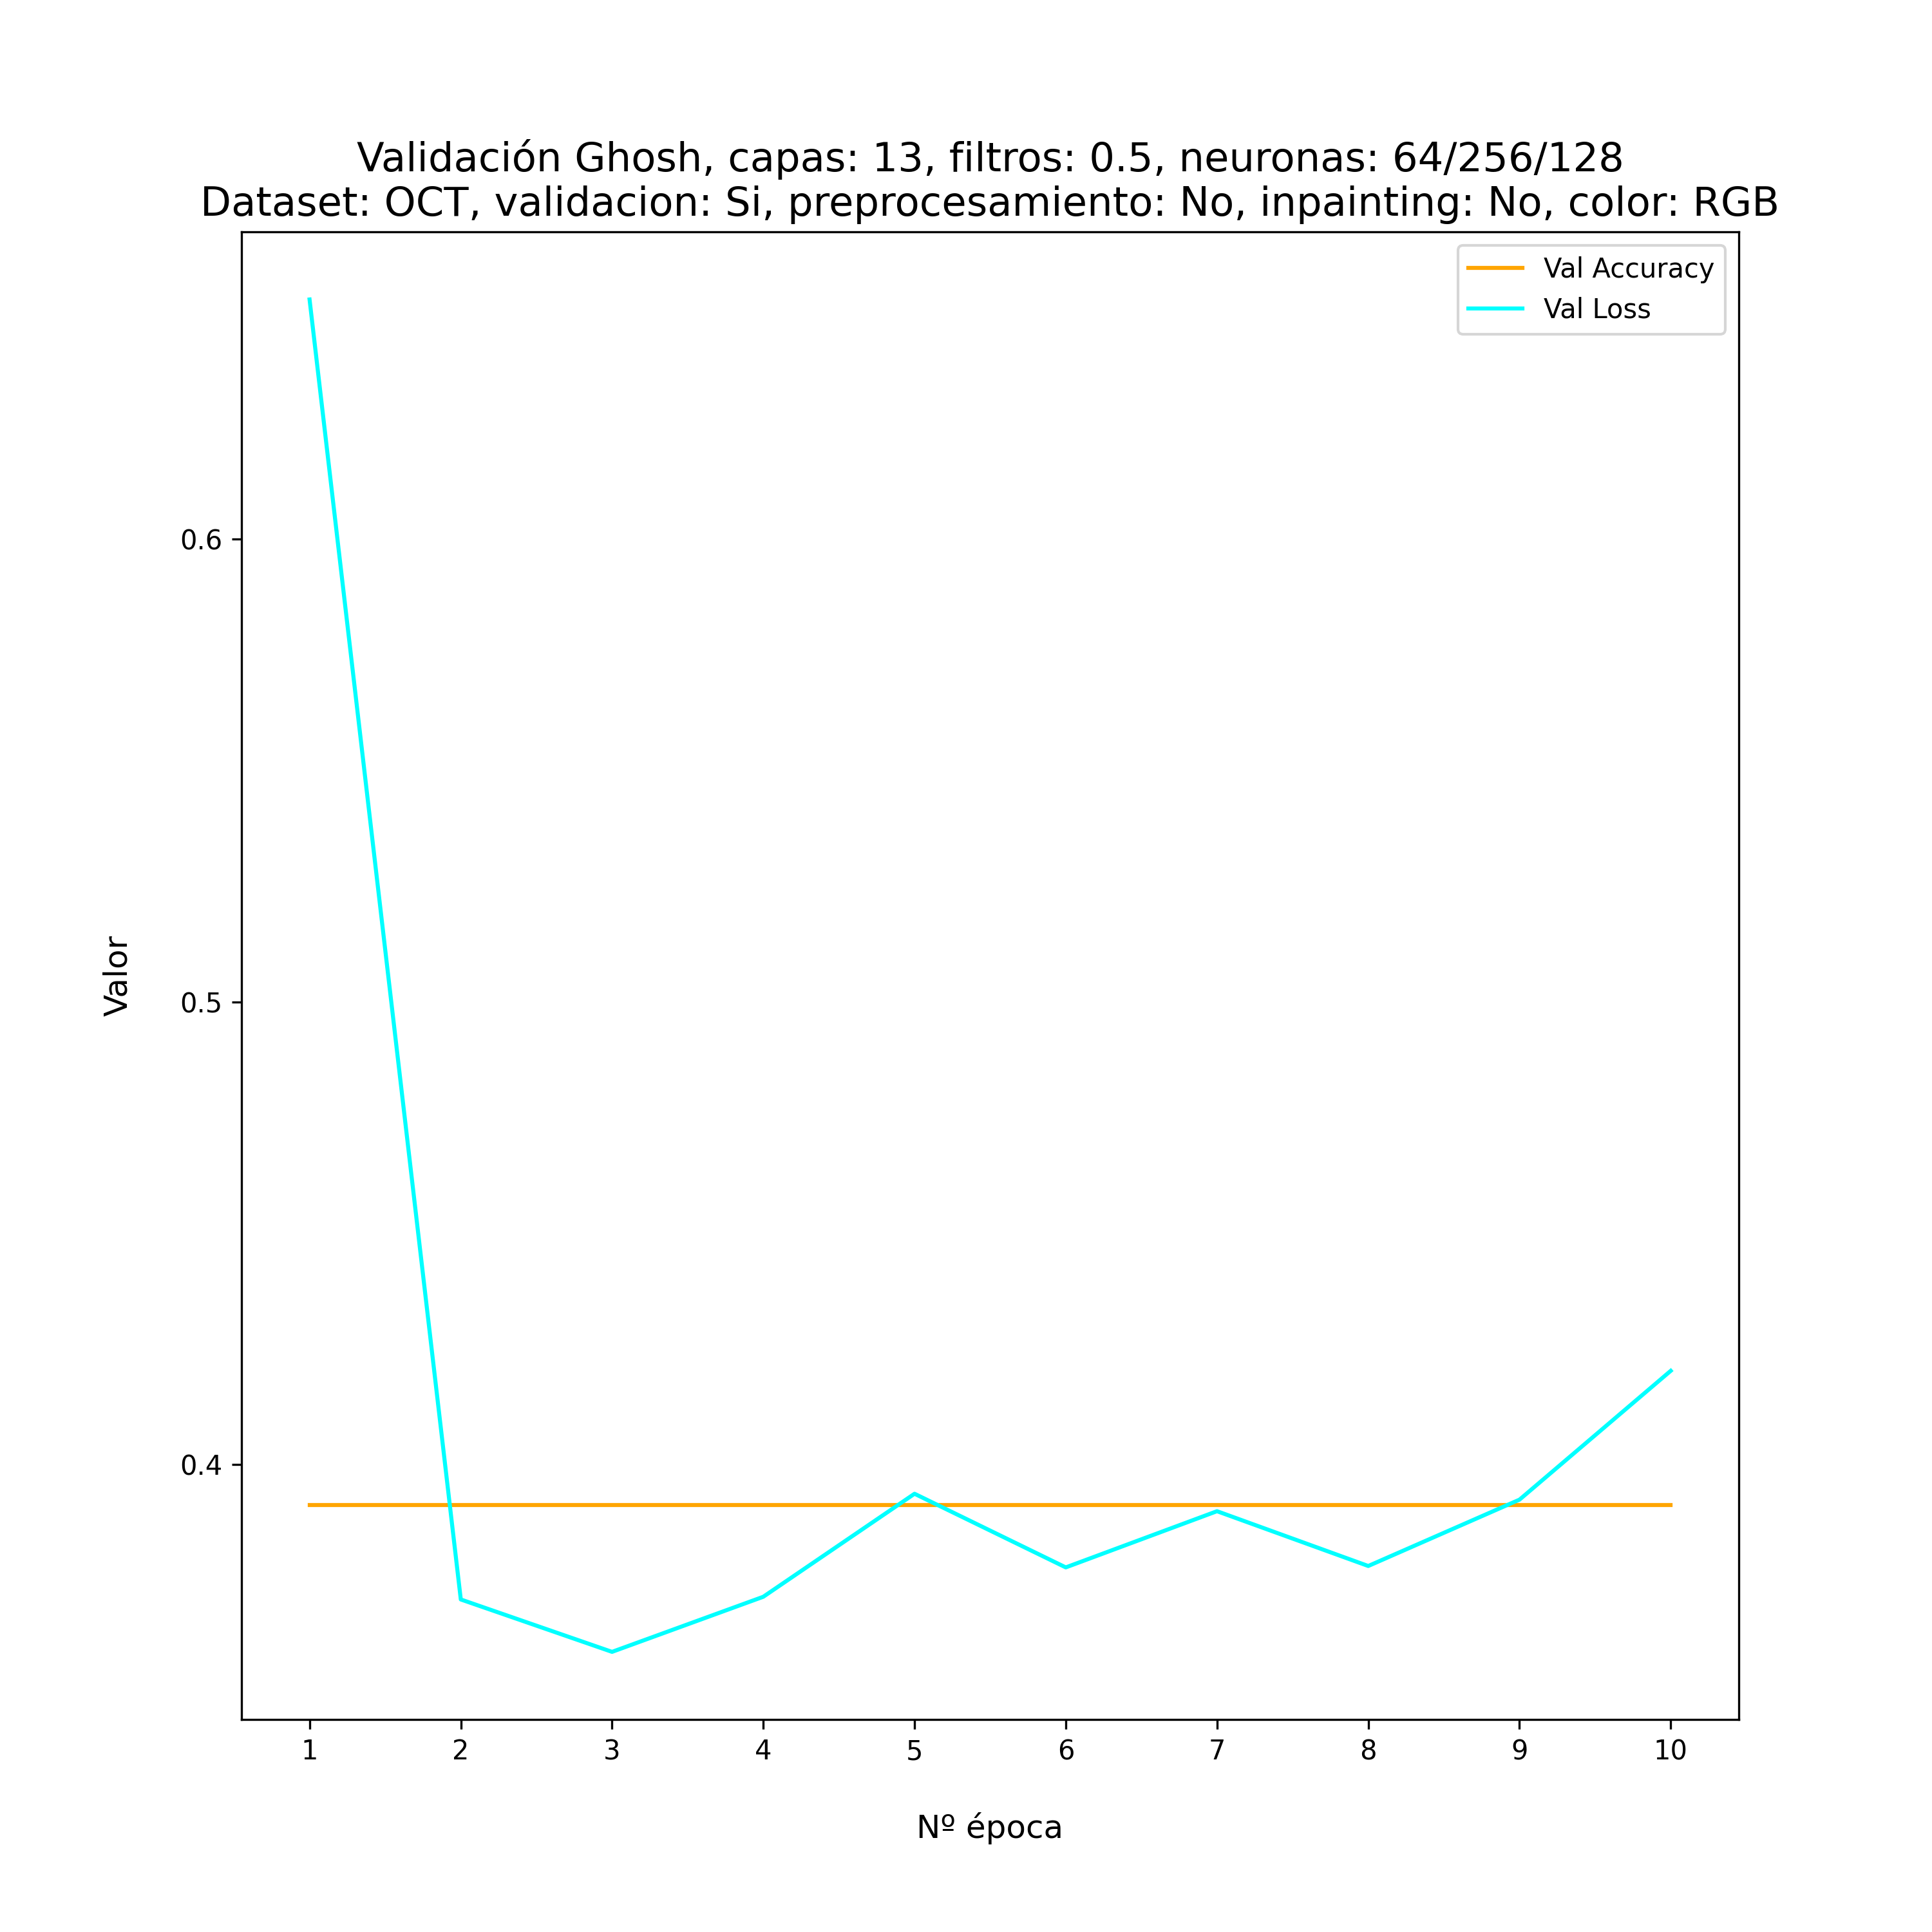 Validación Ghosh, capas: 13, filtros: 0.5, neuronas: 64/256/128
Dataset: OCT, validacion: Si, preprocesamiento: No, inpainting: No, color: RGB
Val Accuracy
Val Loss
0.6
0.5
0.4
Valor
1 2 3 4 5 6 7 8 9 10
Nº época